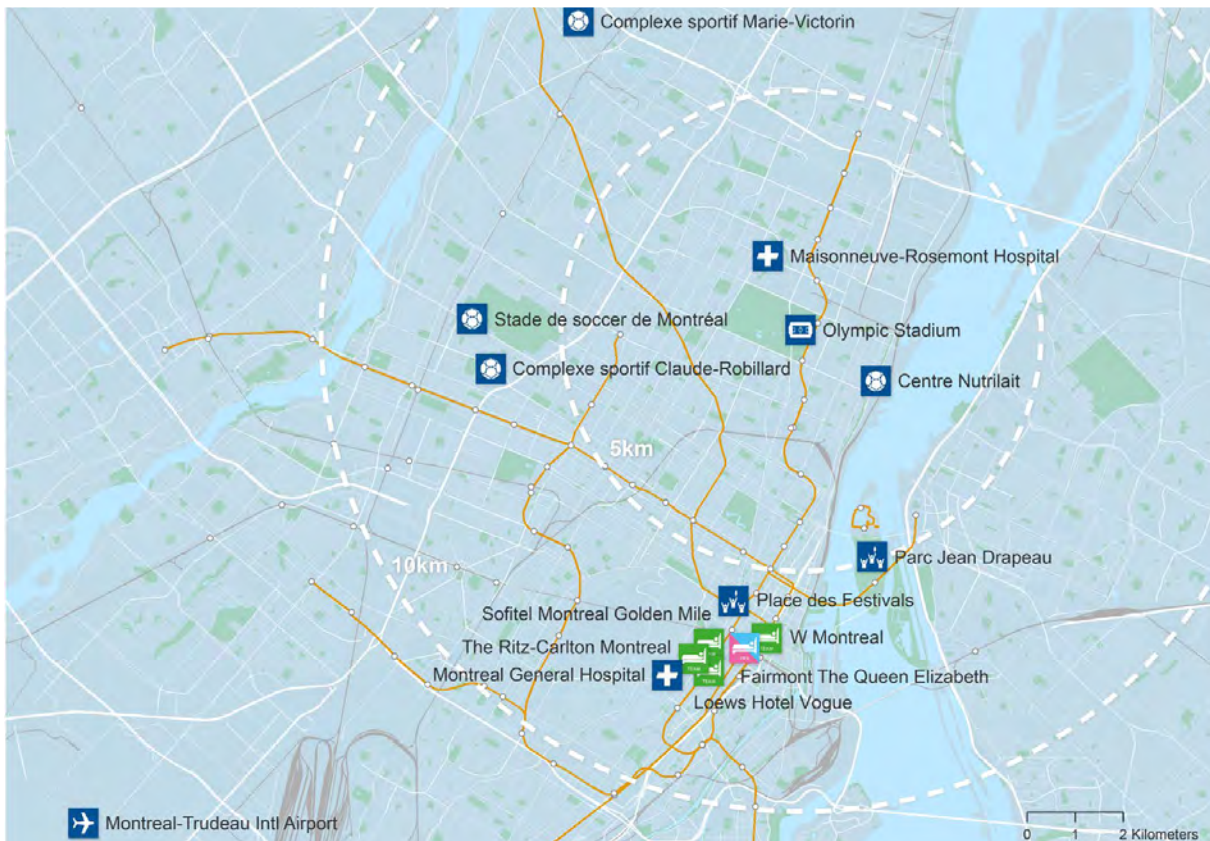 Complexe sportif Marie-Victorin
Maisonneuve-Rosemont Hospital
Stade de soccer de Montréal
Olympic Stadium
Complexe sportif Claude-Robillard
Centre Nutrilait
5km
10km
Parc Jean Drapeau
Place des Festivals
Sofitel Montreal Golden Mile
W Montreal
The Ritz-Carlton Montreal
Montreal General Hospital
Fairmont The Queen Elizabeth
Loews Hotel Vogue
Montreal-Trudeau Intl Airport
0 1 2 Kilometers